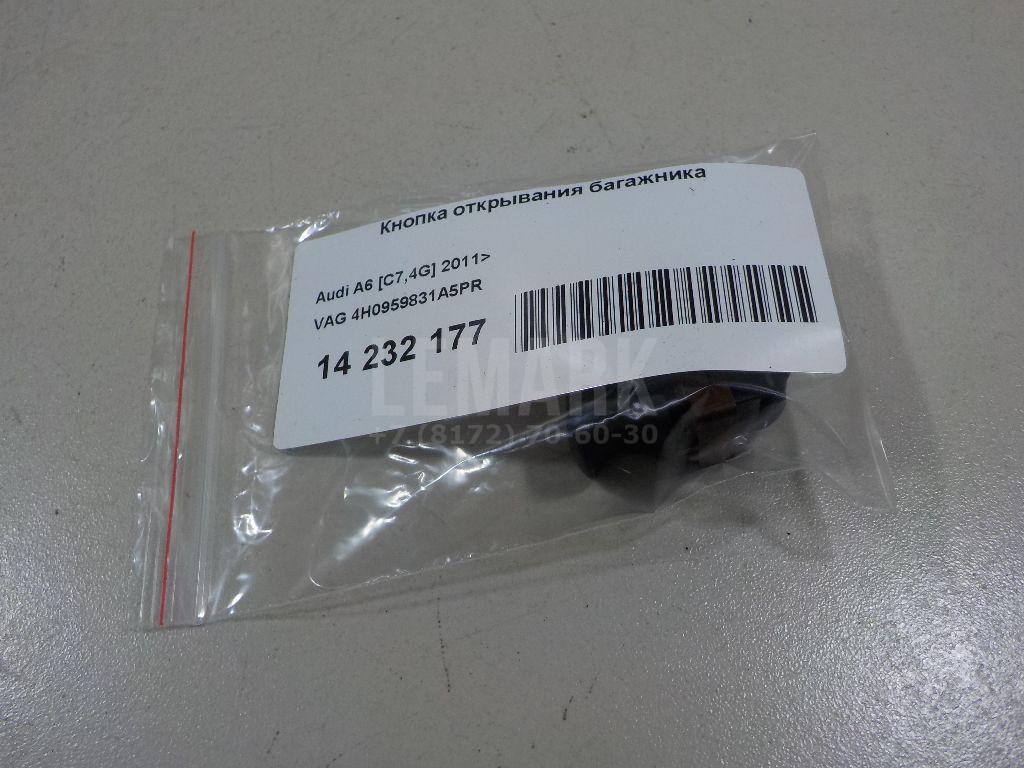 Кнопка открывания багажника
Audi A6 [C7,4G] 2011>
VAG 4H0959831A5PR
14 232 177
LEMARK
+7 (8172) 70-60-30